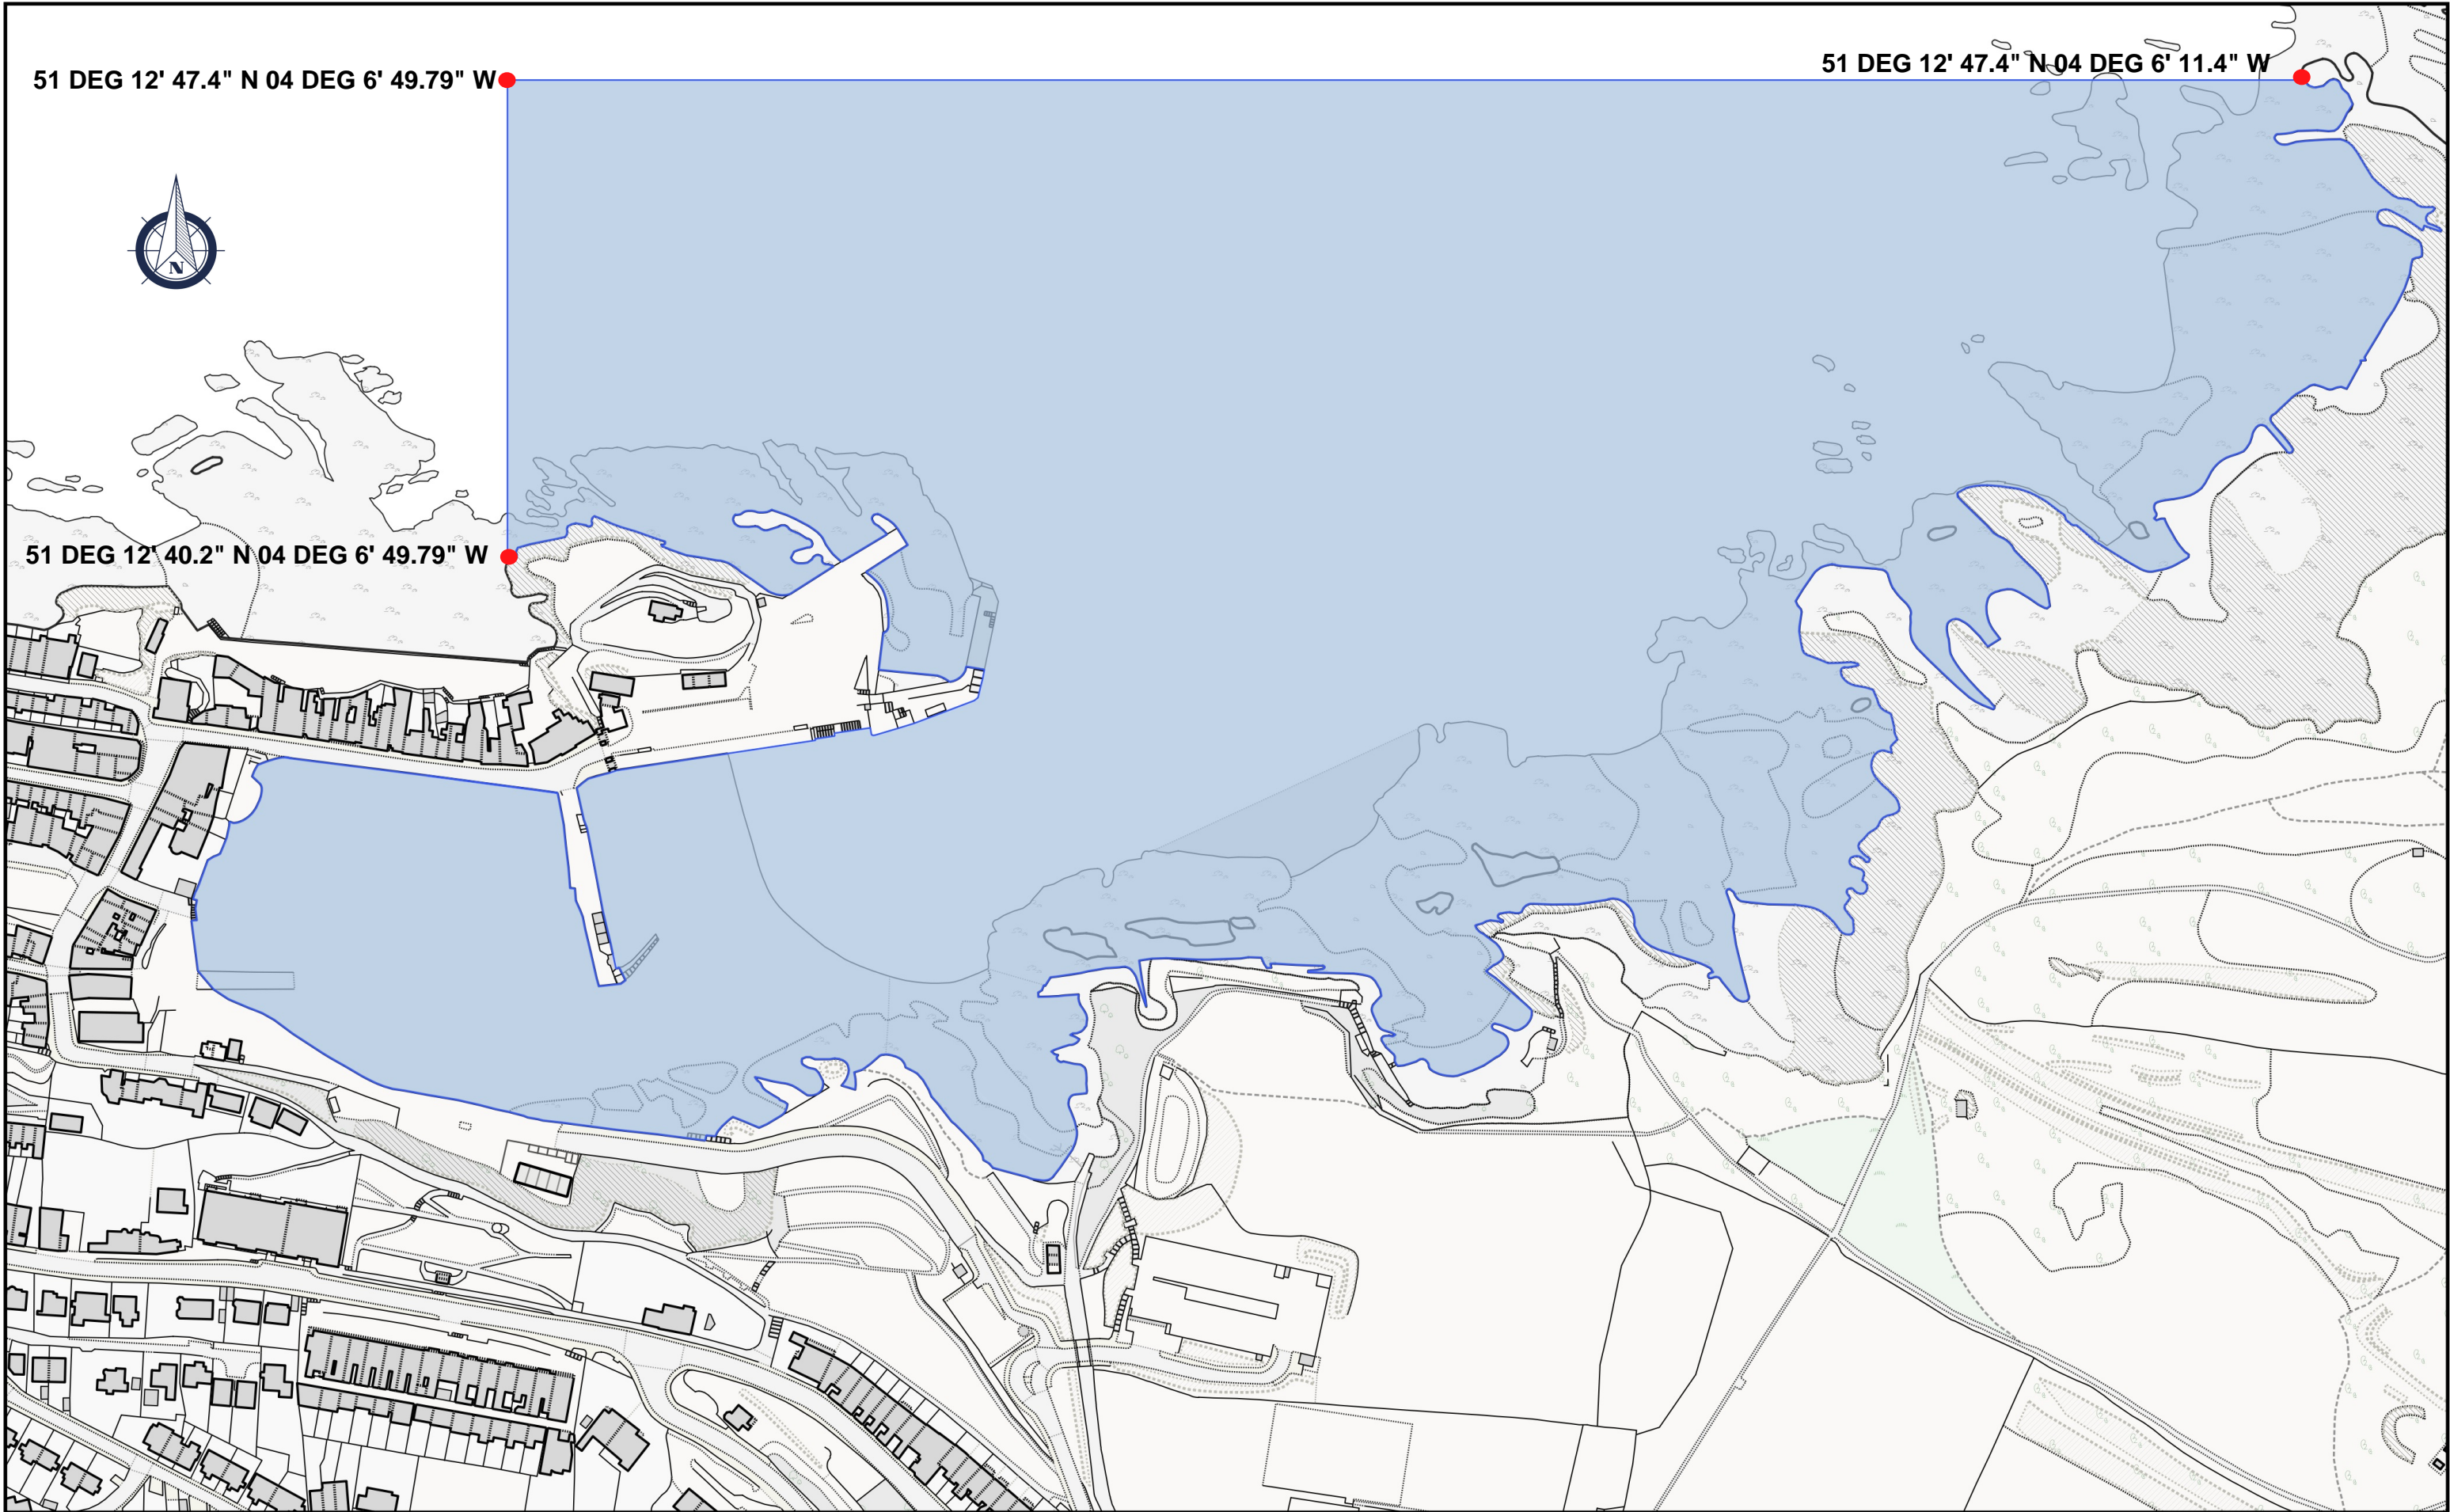 51 DEG 12' 47.4" N 04 DEG 6' 49.79" W
51 DEG 12' 47.4" N 04 DEG 6' 11.4" W
N
51 DEG 12' 40.2" N 04 DEG 6' 49.79" W